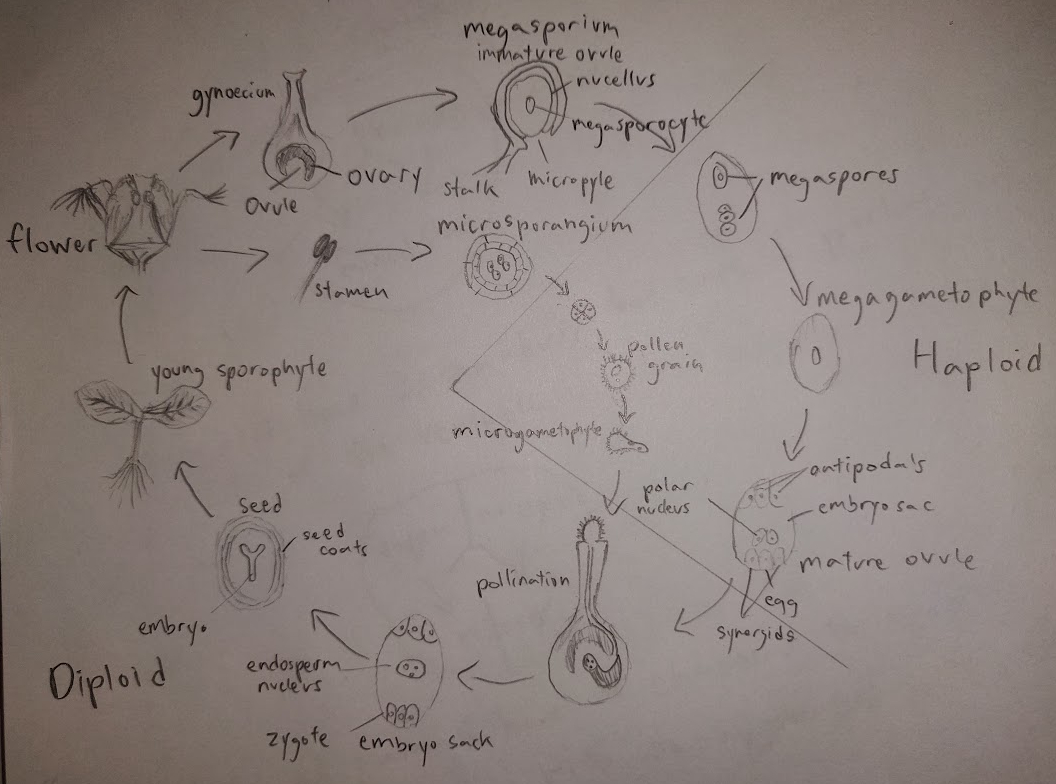 megasporium
immature ovule
nucellus
megasporocyte
gynoecium
ovary
ovule
stalk
micropyle
megaspores
microsporangium
flower
stamen
megagametophyte
Haploid
pollen
grain
young sporophyte
microgametophyte
antipodals
polar
nucleus
embryo sac
mature ovule
egg
synergids
seed
seed
coats
pollination
embryo
endosperm
nucleus
Diploid
zygote
embryo sack